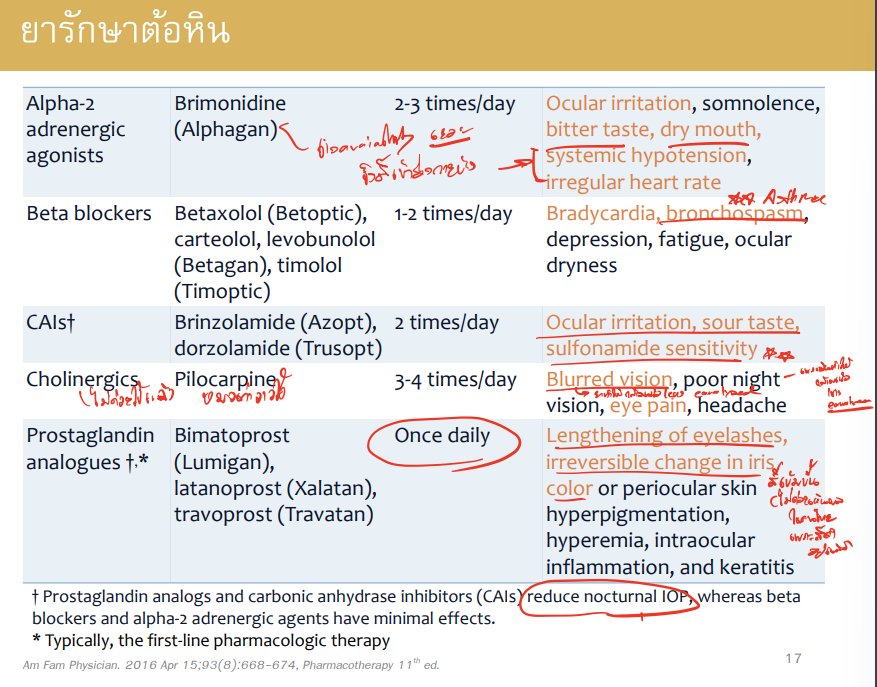 ยารักษาต้อหิน
Alpha-2 adrenergic agonists
Brimonidine (Alphagan)
2-3 times/day
Ocular irritation, somnolence,
bitter taste, dry mouth,
systemic hypotension,
irregular heart rate
*** Asthma
Beta blockers
Betaxolol (Betoptic),
carteolol, levobunolol
(Betagan), timolol
(Timoptic)
1-2 times/day
Bradycardia, bronchospasm,
depression, fatigue, ocular
dryness
CAIs†
Brinzolamide (Azopt),
dorzolamide (Trusopt)
2 times/day
Ocular irritation, sour taste,
sulfonamide sensitivity
Cholinergics
Pilocarpine
3-4 times/day
Blurred vision, poor night
vision, eye pain, headache
Prostaglandin
analogues †,*
Bimatoprost
(Lumigan),
latanoprost (Xalatan),
travoprost (Travatan)
Once daily
Lengthening of eyelashes,
irreversible change in iris
color or periocular skin
hyperpigmentation,
hyperemia, intraocular
inflammation, and keratitis
† Prostaglandin analogs and carbonic anhydrase inhibitors (CAIs) reduce nocturnal IOP, whereas beta
blockers and alpha-2 adrenergic agents have minimal effects.
* Typically, the first-line pharmacologic therapy
Am Fam Physician. 2016 Apr 15;93(8):668-674, Pharmacotherapy 11th ed.
17